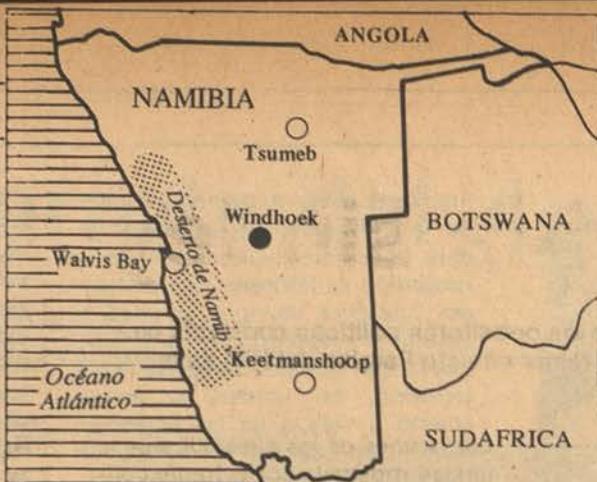 ANGOLA
NAMIBIA
Tsumeb
Desierto de Namib
Windhoek
BOTSWANA
Walvis Bay
Keetmanshoop
Océano
Atlántico
SUDAFRICA